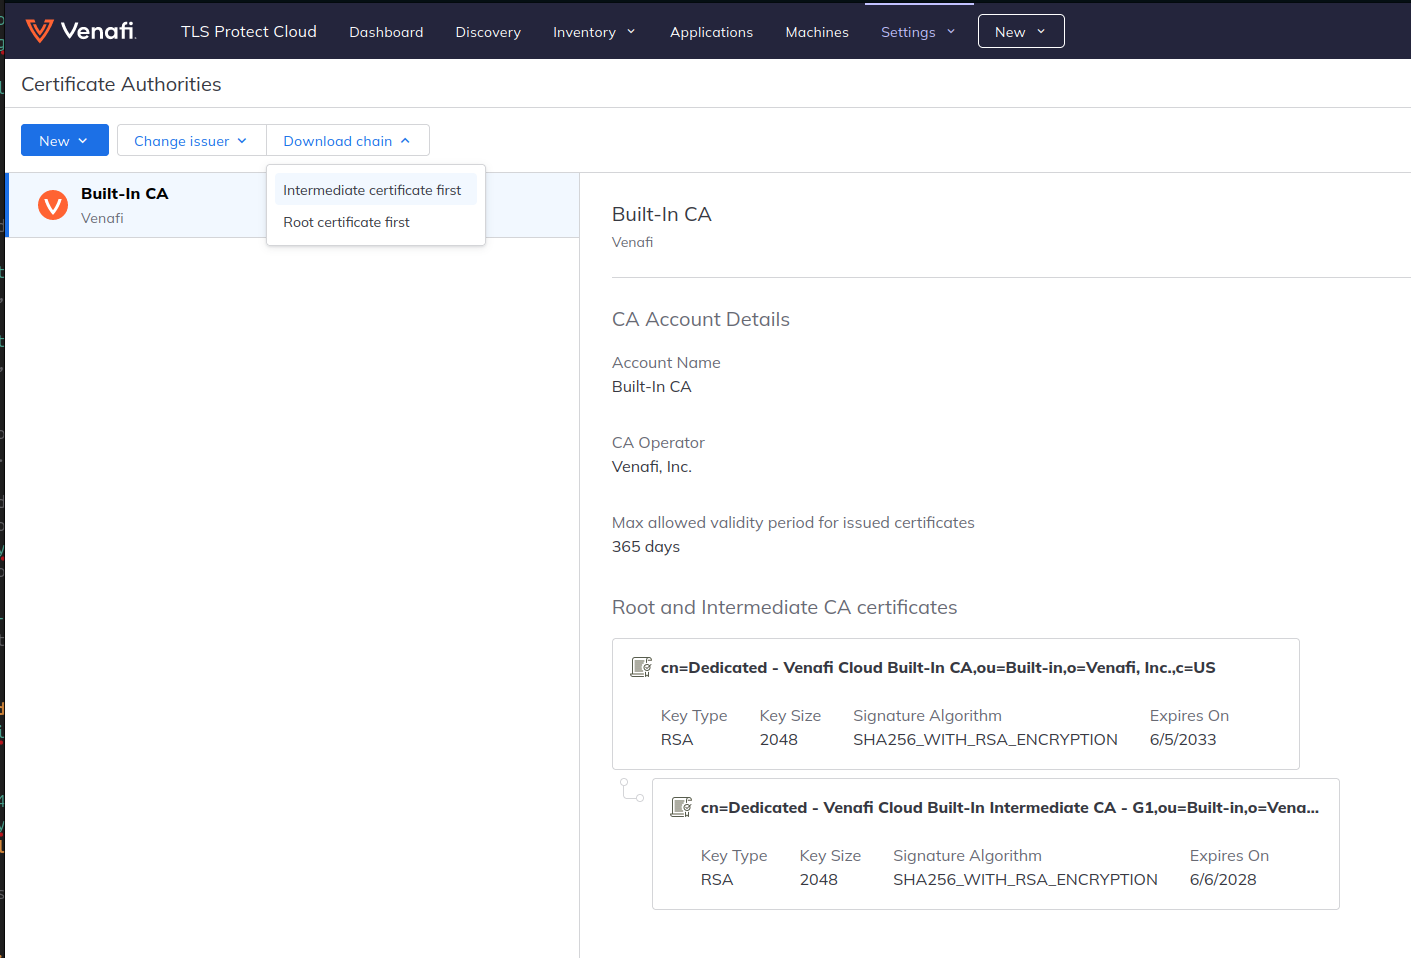 Venafi TLS Protect Cloud Dashboard Discovery Inventory Applications Machines Settings New
Certificate Authorities
New Change issuer Download chain
Intermediate certificate first
Root certificate first
Built-In CA
Venafi
Built-In CA
Venafi
CA Account Details
Account Name
Built-In CA
CA Operator
Venafi, Inc.
Max allowed validity period for issued certificates
365 days
Root and Intermediate CA certificates
cn=Dedicated - Venafi Cloud Built-In CA,ou=Built-in,o=Venafi, Inc.,c=US
Key Type Key Size Signature Algorithm Expires On
RSA 2048 SHA256_WITH_RSA_ENCRYPTION 6/5/2033
cn=Dedicated - Venafi Cloud Built-In Intermediate CA - G1,ou=Built-in,o=Vena...
Key Type Key Size Signature Algorithm Expires On
RSA 2048 SHA256_WITH_RSA_ENCRYPTION 6/6/2028